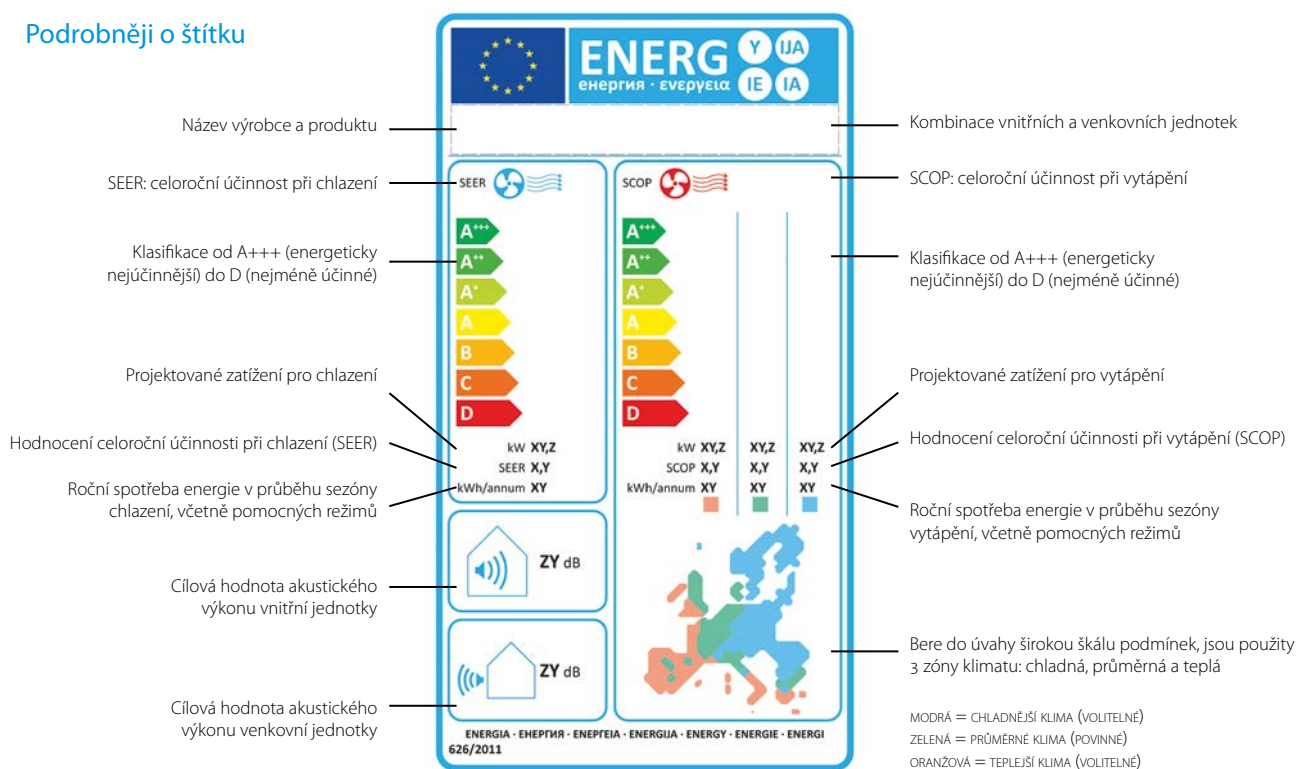 Podrobněji o štítku
ENERG
енергия · ενεργεια
Y
IJA
IE
IA
Název výrobce a produktu
Kombinace vnitřních a venkovních jednotek
SEER: celoroční účinnost při chlazení
SEER
SCOP
SCOP: celoroční účinnost při vytápění
Klasifikace od A+++ (energeticky
nejúčinnější) do D (nejméně účinné)
A+++
A++
A+
A
B
C
D
A+++
A++
A+
A
B
C
D
Klasifikace od A+++ (energeticky
nejúčinnější) do D (nejméně účinné)
Projektované zatížení pro chlazení
Hodnocení celoroční účinnosti při chlazení (SEER)
Roční spotřeba energie v průběhu sezóny
chlazení, včetně pomocných režimů
kW XY,Z
SEER X,Y
kWh/annum XY
kW XY,Z XY,Z XY,Z
SCOP X,Y X,Y X,Y
kWh/annum XY XY XY
Projektované zatížení pro vytápění
Hodnocení celoroční účinnosti při vytápění (SCOP)
Roční spotřeba energie v průběhu sezóny
vytápění, včetně pomocných režimů
ZY dB
Cílová hodnota akustického
výkonu vnitřní jednotky
ZY dB
Cílová hodnota akustického
výkonu venkovní jednotky
Bere do úvahy širokou škálu podmínek, jsou použity
3 zóny klimatu: chladná, průměrná a teplá
MODRÁ = CHLADNĚJŠÍ KLIMA (VOLITELNÉ)
ZELENÁ = PRŮMĚRNÉ KLIMA (POVINNÉ)
ORANŽOVÁ = TEPLEJŠÍ KLIMA (VOLITELNÉ)
ENERGIA · ЕНЕРГИЯ · ΕΝΕΡΓΕΙΑ · ENERGIJA · ENERGY · ENERGIE · ENERGI
626/2011